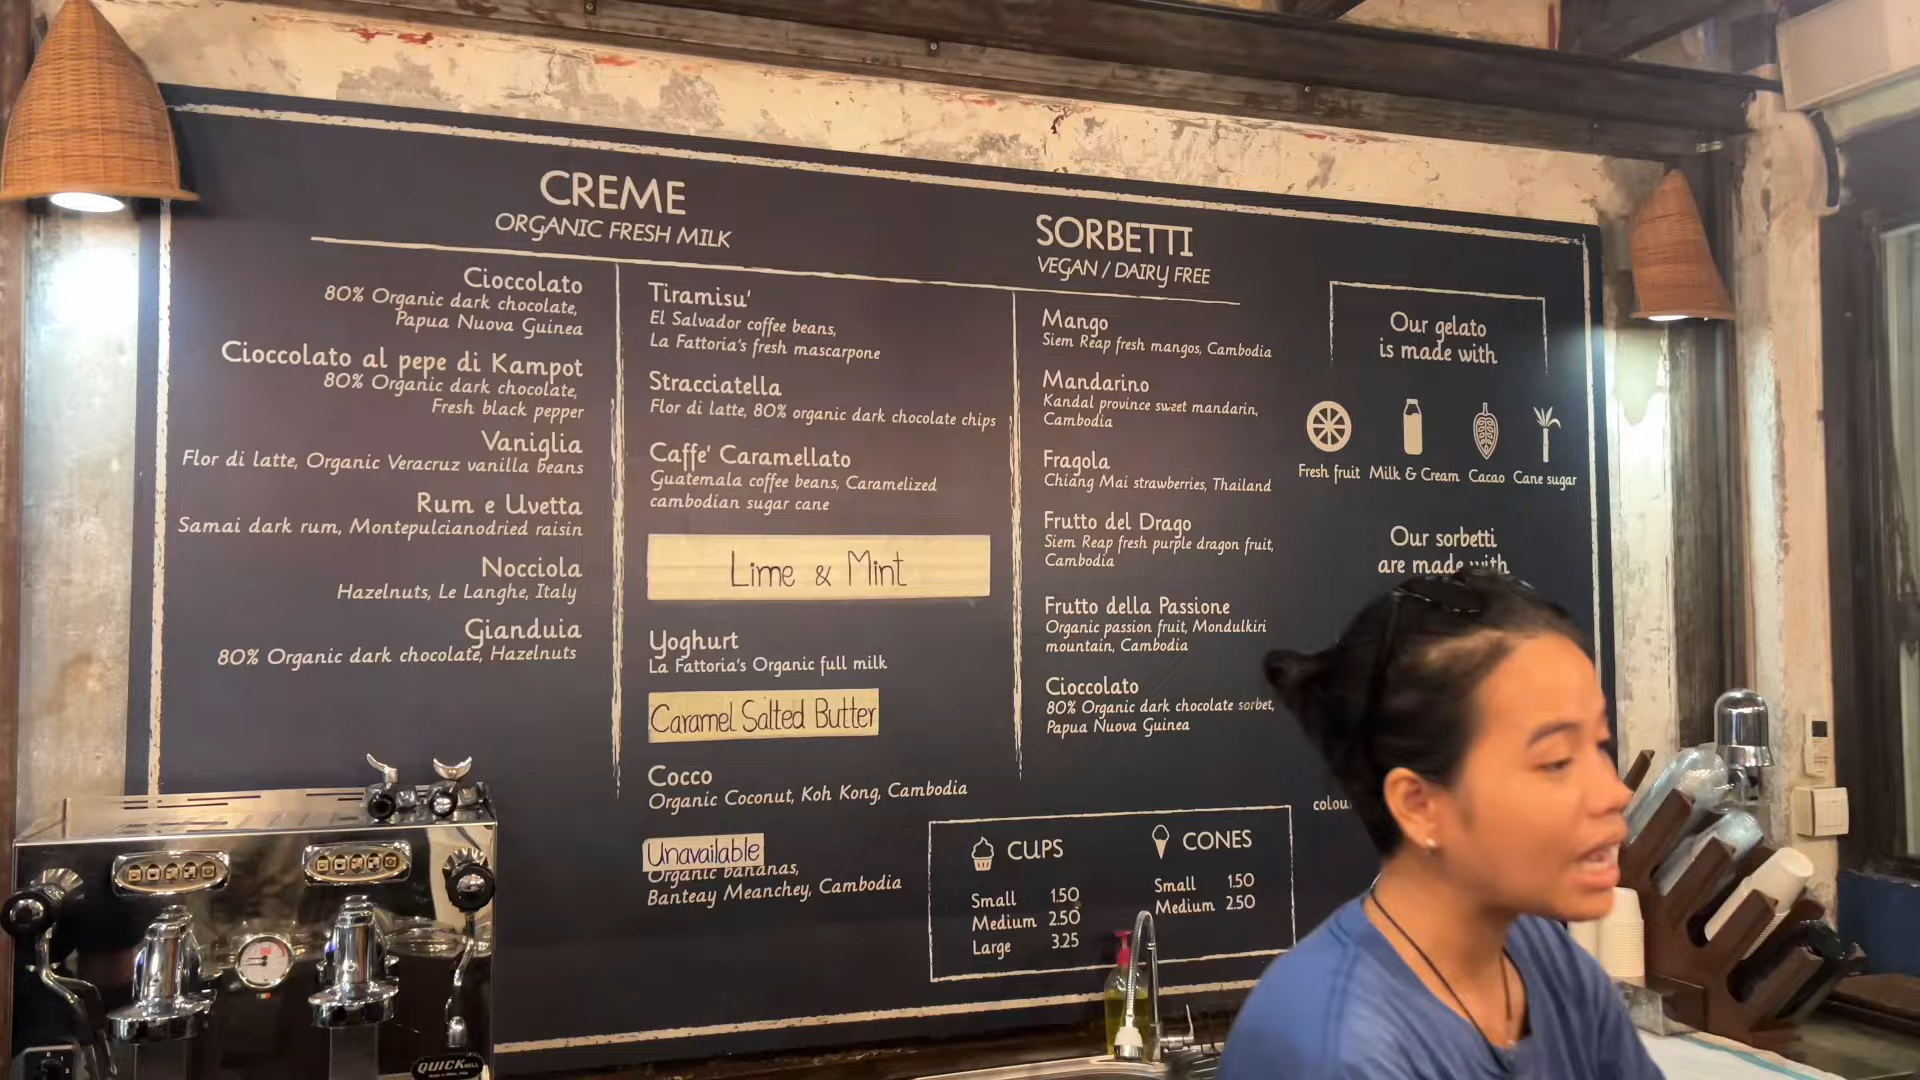 CREME
ORGANIC FRESH MILK
Cioccolato
80% Organic dark chocolate,
Papua Nuova Guinea
Cioccolato al pepe di Kampot
80% Organic dark chocolate,
Fresh black pepper
Vaniglia
Flor di latte, Organic Veracruz vanilla beans
Rum e Uvetta
Samai dark rum, Montepulcianodried raisin
Nocciola
Hazelnuts, Le Langhe, Italy
Gianduia
80% Organic dark chocolate, Hazelnuts
Tiramisu'
El Salvador coffee beans,
La Fattoria's fresh mascarpone
Stracciatella
Flor di latte, 80% organic dark chocolate chips
Caffe' Caramellato
Guatemala coffee beans, Caramelized
cambodian sugar cane
Lime & Mint
Yoghurt
La Fattoria's Organic full milk
Caramel Salted Butter
Cocco
Organic Coconut, Koh Kong, Cambodia
Unavailable
Organic bananas,
Banteay Meanchey, Cambodia
SORBETTI
VEGAN / DAIRY FREE
Mango
Siem Reap fresh mangos, Cambodia
Mandarino
Kandal province sweet mandarin,
Cambodia
Fragola
Chiang Mai strawberries, Thailand
Frutto del Drago
Siem Reap fresh purple dragon fruit,
Cambodia
Frutto della Passione
Organic passion fruit, Mondulkiri
mountain, Cambodia
Cioccolato
80% Organic dark chocolate sorbet,
Papua Nuova Guinea
Our gelato
is made with
Fresh fruit Milk & Cream Cacao Cane sugar
Our sorbetti
are made with
colou
CUPS
Small 1.50
Medium 2.50
Large 3.25
CONES
Small 1.50
Medium 2.50
QUICK MILL